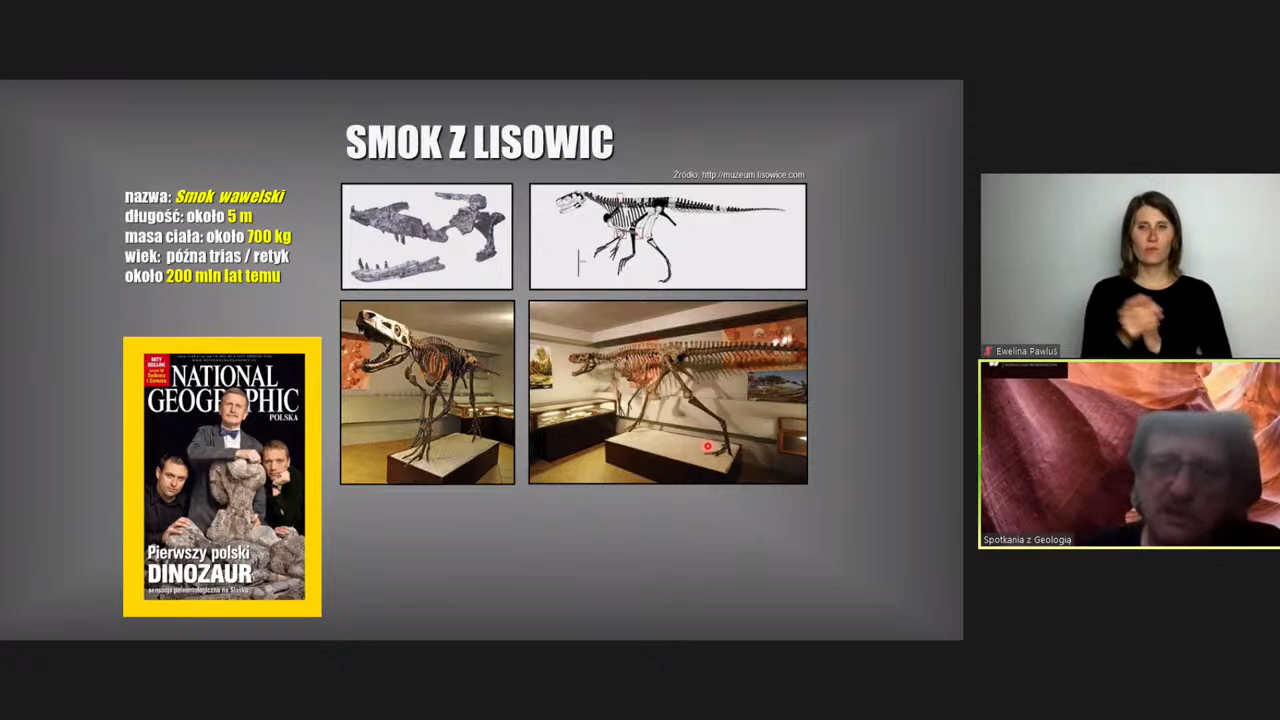 SMOK Z LISOWIC
Źródło: http://muzeum.lisowice.com
nazwa: Smok wawelski
długość: około 5 m
masa ciała: około 700 kg
wiek: późna trias / retyk
około 200 mln lat temu
NATIONAL
GEOGRAPHIC
POLSKA
Pierwszy polski
DINOZAUR
sensacja paleontologiczna na Śląsku
Ewelina Pawluś
Spotkania z Geologią